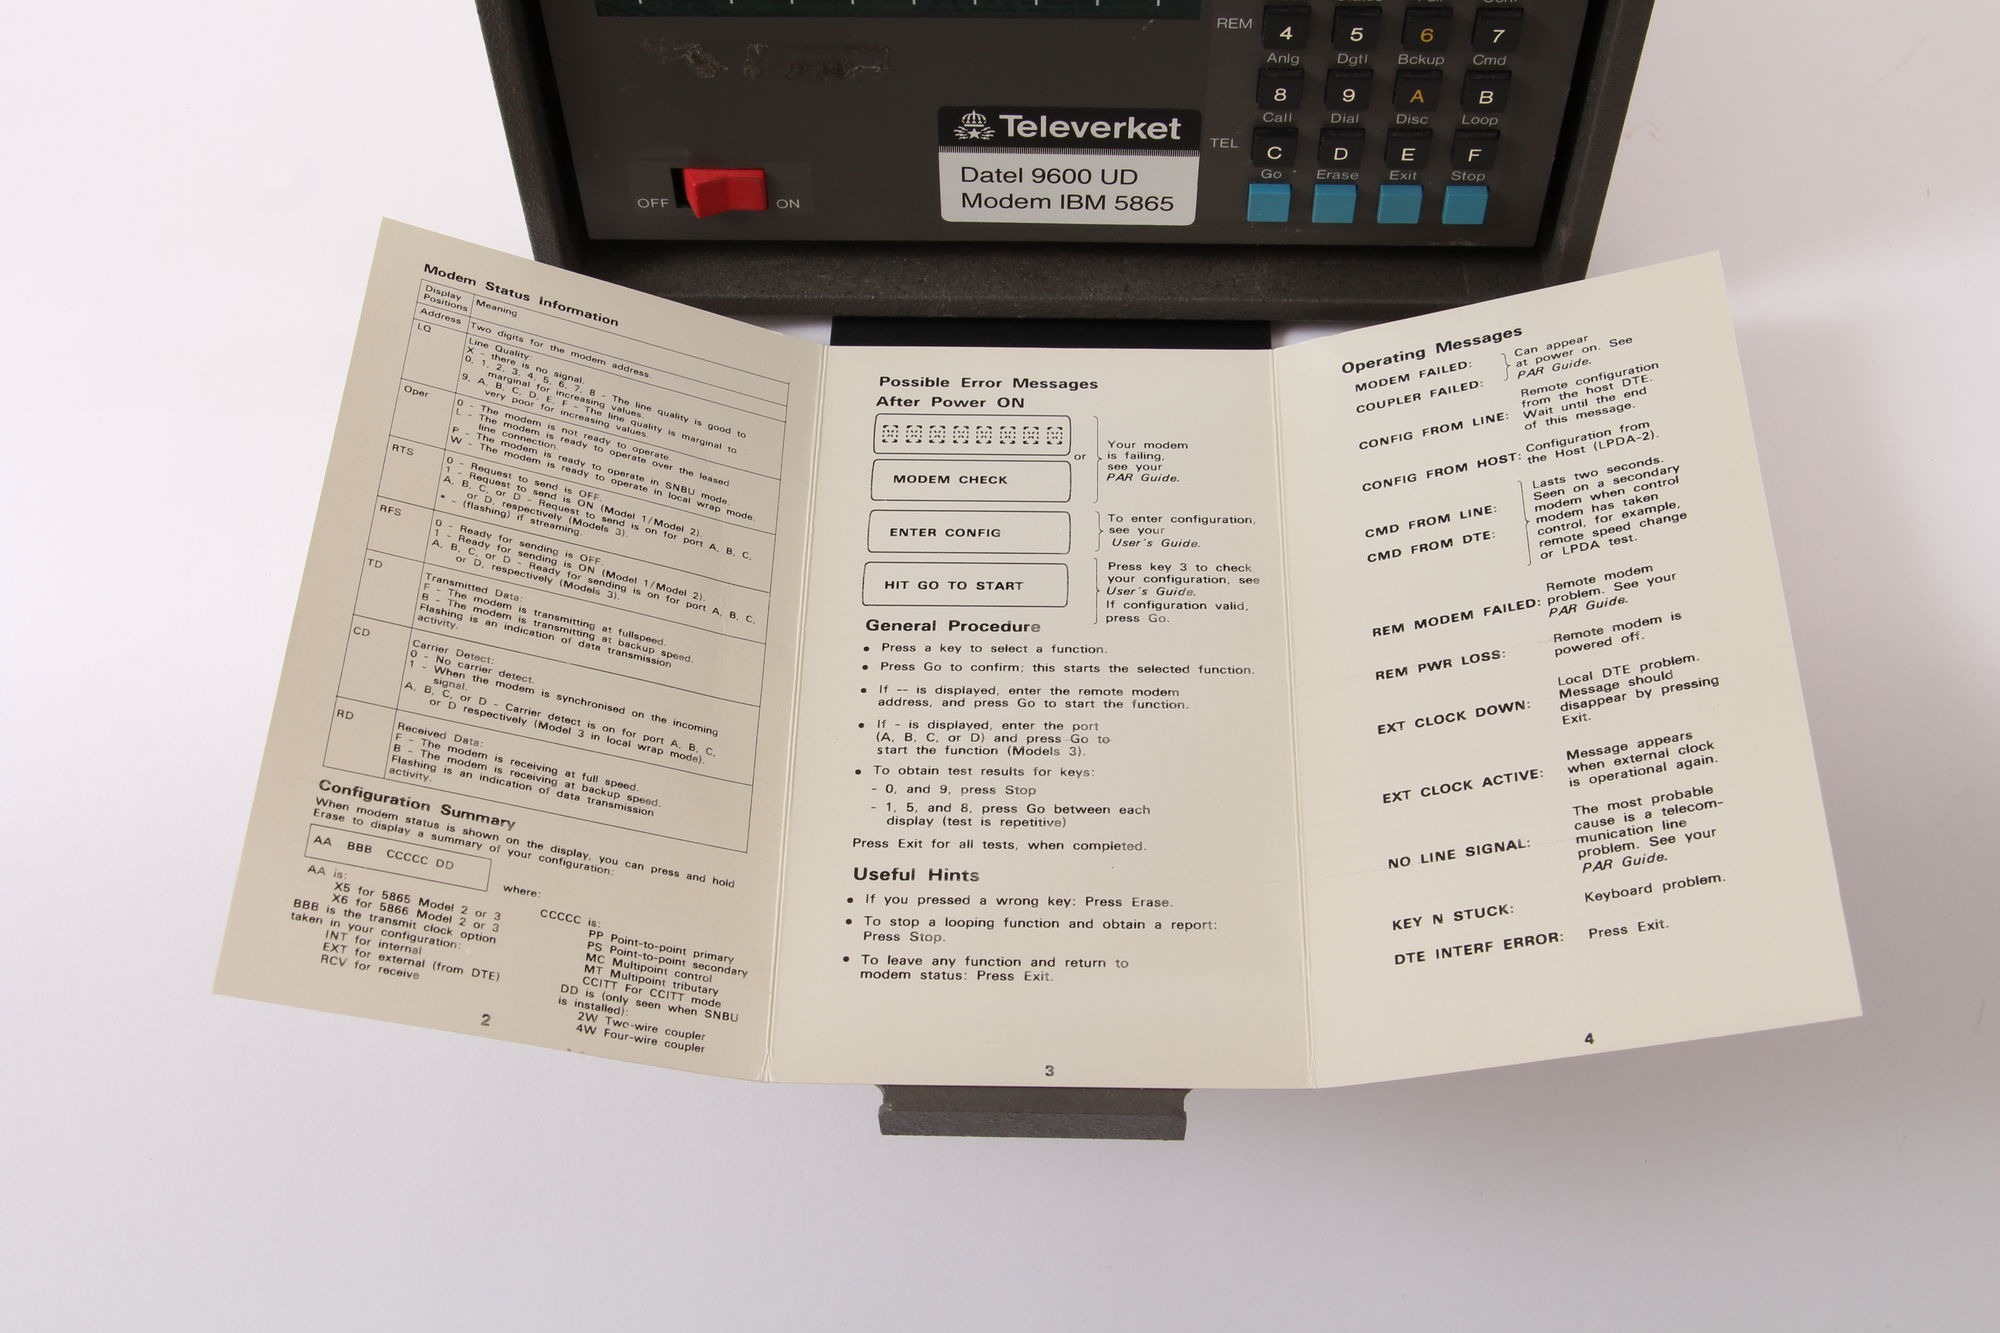 REM
4
5
6
7
Anlg
Dgtl
Bckup
Cmd
8
9
A
B
Call
Dial
Disc
Loop
TEL
C
D
E
F
Go
Erase
Exit
Stop
Televerket
Datel 9600 UD
Modem IBM 5865
OFF
ON
Modem Status information
Display
Positions
Meaning
Address
Two digits for the modem address.
LQ
Line Quality:
X - there is no signal.
0, 1, 2, 3, 4, 5, 6, 7, 8 - The line quality is good to
marginal for increasing values.
9, A, B, C, D, E, F - The line quality is marginal to
very poor for increasing values.
Oper
0 - The modem is not ready to operate.
L - The modem is ready to operate over the leased
line connection.
P - The modem is ready to operate in SNBU mode.
W - The modem is ready to operate in local wrap mode.
RTS
0 - Request to send is OFF.
1 - Request to send is ON (Model 1/Model 2).
A, B, C, or D - Request to send is on for port A, B, C,
or D, respectively (Models 3).
* - (flashing) if streaming.
RFS
0 - Ready for sending is OFF.
1 - Ready for sending is ON (Model 1/Model 2).
A, B, C, or D - Ready for sending is on for port A, B, C,
or D, respectively (Models 3).
TD
Transmitted Data:
F - The modem is transmitting at fullspeed.
B - The modem is transmitting at backup speed.
Flashing is an indication of data transmission
activity.
CD
Carrier Detect:
0 - No carrier detect.
1 - When the modem is synchronised on the incoming
signal.
A, B, C, or D - Carrier detect is on for port A, B, C,
or D respectively (Model 3 in local wrap mode).
RD
Received Data:
F - The modem is receiving at full speed.
B - The modem is receiving at backup speed.
Flashing is an indication of data transmission
activity.
Configuration Summary
When modem status is shown on the display, you can press and hold
Erase to display a summary of your configuration:
AA BBB CCCCC DD
where:
AA is:
X5 for 5865 Model 2 or 3
X6 for 5866 Model 2 or 3
BBB is the transmit clock option
taken in your configuration:
INT for internal
EXT for external (from DTE)
RCV for receive
CCCCC is:
PP Point-to-point primary
PS Point-to-point secondary
MC Multipoint control
MT Multipoint tributary
CCITT For CCITT mode
DD is (only seen when SNBU
is installed):
2W Two-wire coupler
4W Four-wire coupler
2
Possible Error Messages
After Power ON
or
MODEM CHECK
Your modem
is failing,
see your
PAR Guide.
ENTER CONFIG
To enter configuration,
see your
User's Guide.
HIT GO TO START
Press key 3 to check
your configuration, see
User's Guide.
If configuration valid,
press Go.
General Procedure
• Press a key to select a function.
• Press Go to confirm; this starts the selected function.
• If -- is displayed, enter the remote modem
address, and press Go to start the function.
• If - is displayed, enter the port
(A, B, C, or D) and press Go to
start the function (Models 3).
• To obtain test results for keys:
- 0, and 9, press Stop
- 1, 5, and 8, press Go between each
display (test is repetitive)
Press Exit for all tests, when completed.
Useful Hints
• If you pressed a wrong key: Press Erase.
• To stop a looping function and obtain a report:
Press Stop.
• To leave any function and return to
modem status: Press Exit.
3
Operating Messages
MODEM FAILED:
COUPLER FAILED:
Can appear
at power on. See
PAR Guide.
CONFIG FROM LINE:
Remote configuration
from the host DTE.
Wait until the end
of this message.
CONFIG FROM HOST:
Configuration from
the Host (LPDA-2).
CMD FROM LINE:
CMD FROM DTE:
Lasts two seconds.
Seen on a secondary
modem when control
modem has taken
control, for example,
remote speed change
or LPDA test.
REM MODEM FAILED:
Remote modem
problem. See your
PAR Guide.
REM PWR LOSS:
Remote modem is
powered off.
EXT CLOCK DOWN:
Local DTE problem.
Message should
disappear by pressing
Exit.
EXT CLOCK ACTIVE:
Message appears
when external clock
is operational again.
NO LINE SIGNAL:
The most probable
cause is a telecom-
munication line
problem. See your
PAR Guide.
KEY N STUCK:
Keyboard problem.
DTE INTERF ERROR:
Press Exit.
4